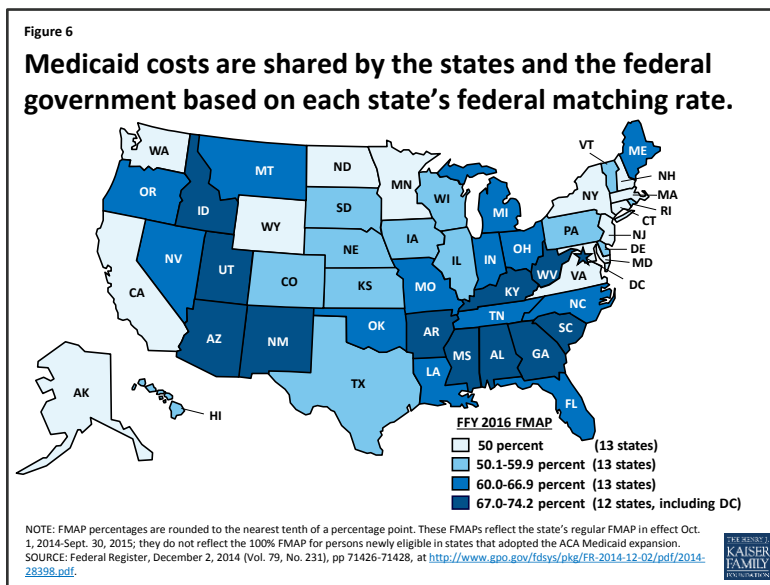 Figure 6
Medicaid costs are shared by the states and the federal
government based on each state’s federal matching rate.
WA
MT
ND
MN
VT
ME
NH
MA
RI
CT
NJ
DE
MD
DC
OR
ID
WY
SD
WI
MI
NY
PA
NV
UT
CO
NE
IA
IL
IN
OH
WV
VA
CA
KS
MO
KY
NC
AZ
NM
OK
AR
TN
SC
TX
LA
MS
AL
GA
FL
AK
HI
FFY 2016 FMAP
50 percent (13 states)
50.1-59.9 percent (13 states)
60.0-66.9 percent (13 states)
67.0-74.2 percent (12 states, including DC)
NOTE: FMAP percentages are rounded to the nearest tenth of a percentage point. These FMAPs reflect the state’s regular FMAP in effect Oct.
1, 2014-Sept. 30, 2015; they do not reflect the 100% FMAP for persons newly eligible in states that adopted the ACA Medicaid expansion.
SOURCE: Federal Register, December 2, 2014 (Vol. 79, No. 231), pp 71426-71428, at http://www.gpo.gov/fdsys/pkg/FR-2014-12-02/pdf/2014-
28398.pdf.
THE HENRY J.
KAISER
FAMILY
FOUNDATION